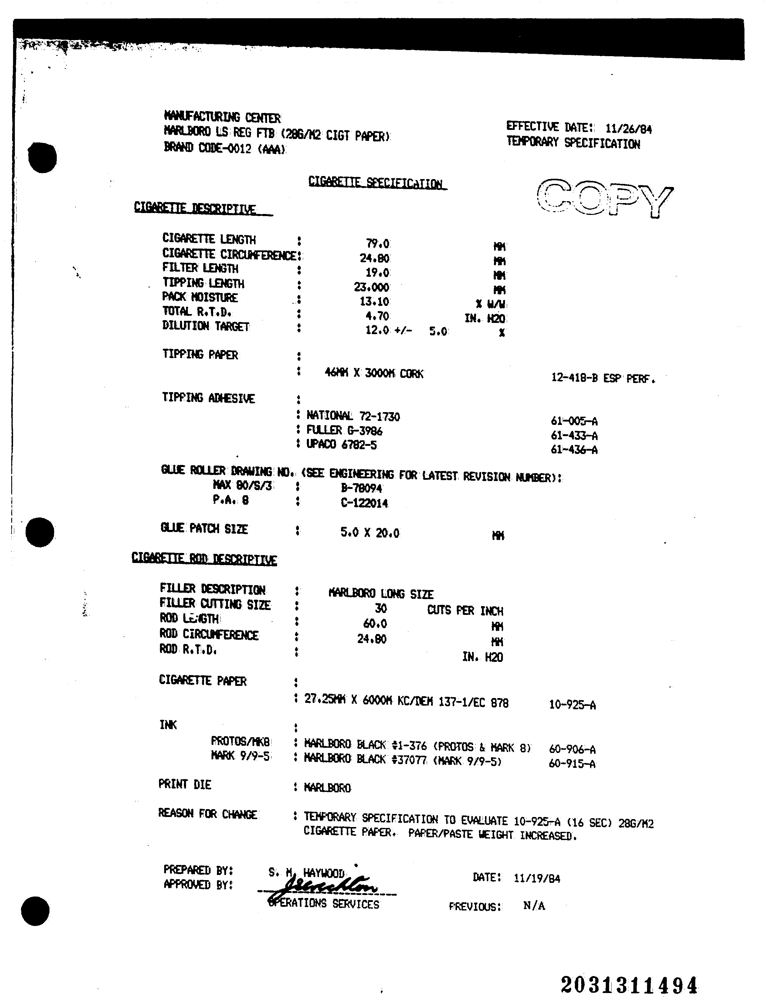 MANUFACTURING CENTER
MARLBORO LS REG FTB (28G/M2 CIGT PAPER)
BRAND CODE-0012 (AAA)
EFFECTIVE DATE: 11/26/84
TEMPORARY SPECIFICATION
CIGARETTE SPECIFICATION
COPY
CIGARETTE DESCRIPTIVE
CIGARETTE LENGTH : 79.0 MM
CIGARETTE CIRCUMFERENCE: 24.80 MM
FILTER LENGTH : 19.0 MM
TIPPING LENGTH : 23.000 MM
PACK MOISTURE : 13.10 % W/W
TOTAL R.T.D. : 4.70 IN. H2O
DILUTION TARGET : 12.0 +/- 5.0 %
TIPPING PAPER :
: 46MM X 3000M CORK 12-418-B ESP PERF.
TIPPING ADHESIVE :
: NATIONAL 72-1730 61-005-A
: FULLER G-3986 61-433-A
: UPACO 6782-5 61-436-A
GLUE ROLLER DRAWING NO. (SEE ENGINEERING FOR LATEST REVISION NUMBER):
MAX 80/S/3 : B-78094
P.A. 8 : C-122014
GLUE PATCH SIZE : 5.0 X 20.0 MM
CIGARETTE ROD DESCRIPTIVE
FILLER DESCRIPTION : MARLBORO LONG SIZE
FILLER CUTTING SIZE : 30 CUTS PER INCH
ROD LENGTH : 60.0 MM
ROD CIRCUMFERENCE : 24.80 MM
ROD R.T.D. : IN. H2O
CIGARETTE PAPER :
: 27.25MM X 6000M KC/DEM 137-1/EC 878 10-925-A
INK :
PROTOS/MK8 : MARLBORO BLACK #1-376 (PROTOS & MARK 8) 60-906-A
MARK 9/9-5 : MARLBORO BLACK #37077 (MARK 9/9-5) 60-915-A
PRINT DIE : MARLBORO
REASON FOR CHANGE : TEMPORARY SPECIFICATION TO EVALUATE 10-925-A (16 SEC) 28G/M2
CIGARETTE PAPER. PAPER/PASTE WEIGHT INCREASED.
PREPARED BY: S. M. HAYWOOD DATE: 11/19/84
APPROVED BY:
OPERATIONS SERVICES PREVIOUS: N/A
2031311494